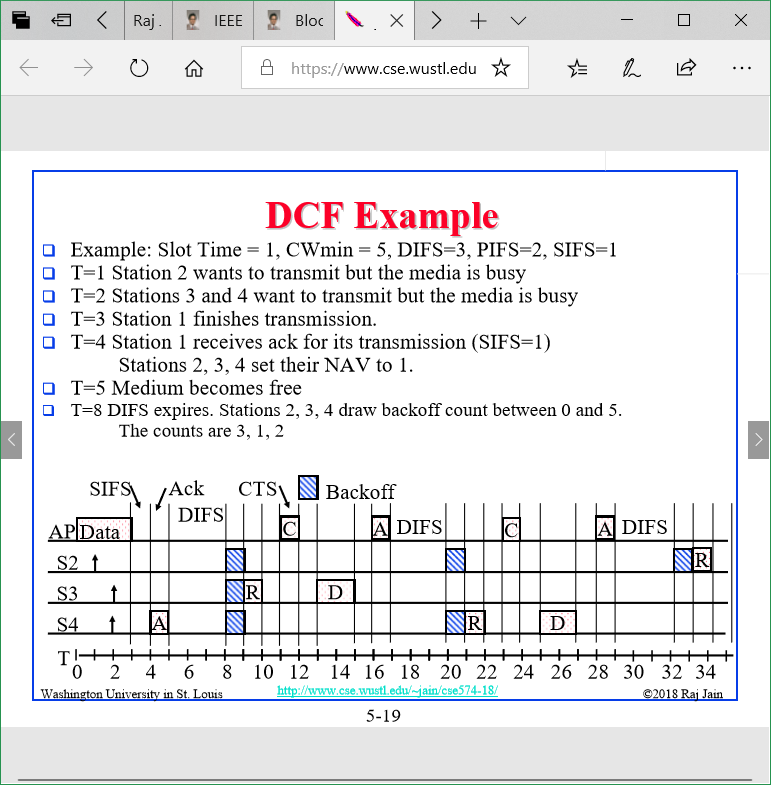 Raj .
IEEE
Bloc
.
https://www.cse.wustl.edu
DCF Example
Example: Slot Time = 1, CWmin = 5, DIFS=3, PIFS=2, SIFS=1
T=1 Station 2 wants to transmit but the media is busy
T=2 Stations 3 and 4 want to transmit but the media is busy
T=3 Station 1 finishes transmission.
T=4 Station 1 receives ack for its transmission (SIFS=1)
Stations 2, 3, 4 set their NAV to 1.
T=5 Medium becomes free
T=8 DIFS expires. Stations 2, 3, 4 draw backoff count between 0 and 5.
The counts are 3, 1, 2
SIFS Ack CTS Backoff
DIFS
AP Data C A DIFS C A DIFS
S2 R
S3 R D
S4 A R D
T
0 2 4 6 8 10 12 14 16 18 20 22 24 26 28 30 32 34
Washington University in St. Louis http://www.cse.wustl.edu/~jain/cse574-18/ ©2018 Raj Jain
5-19